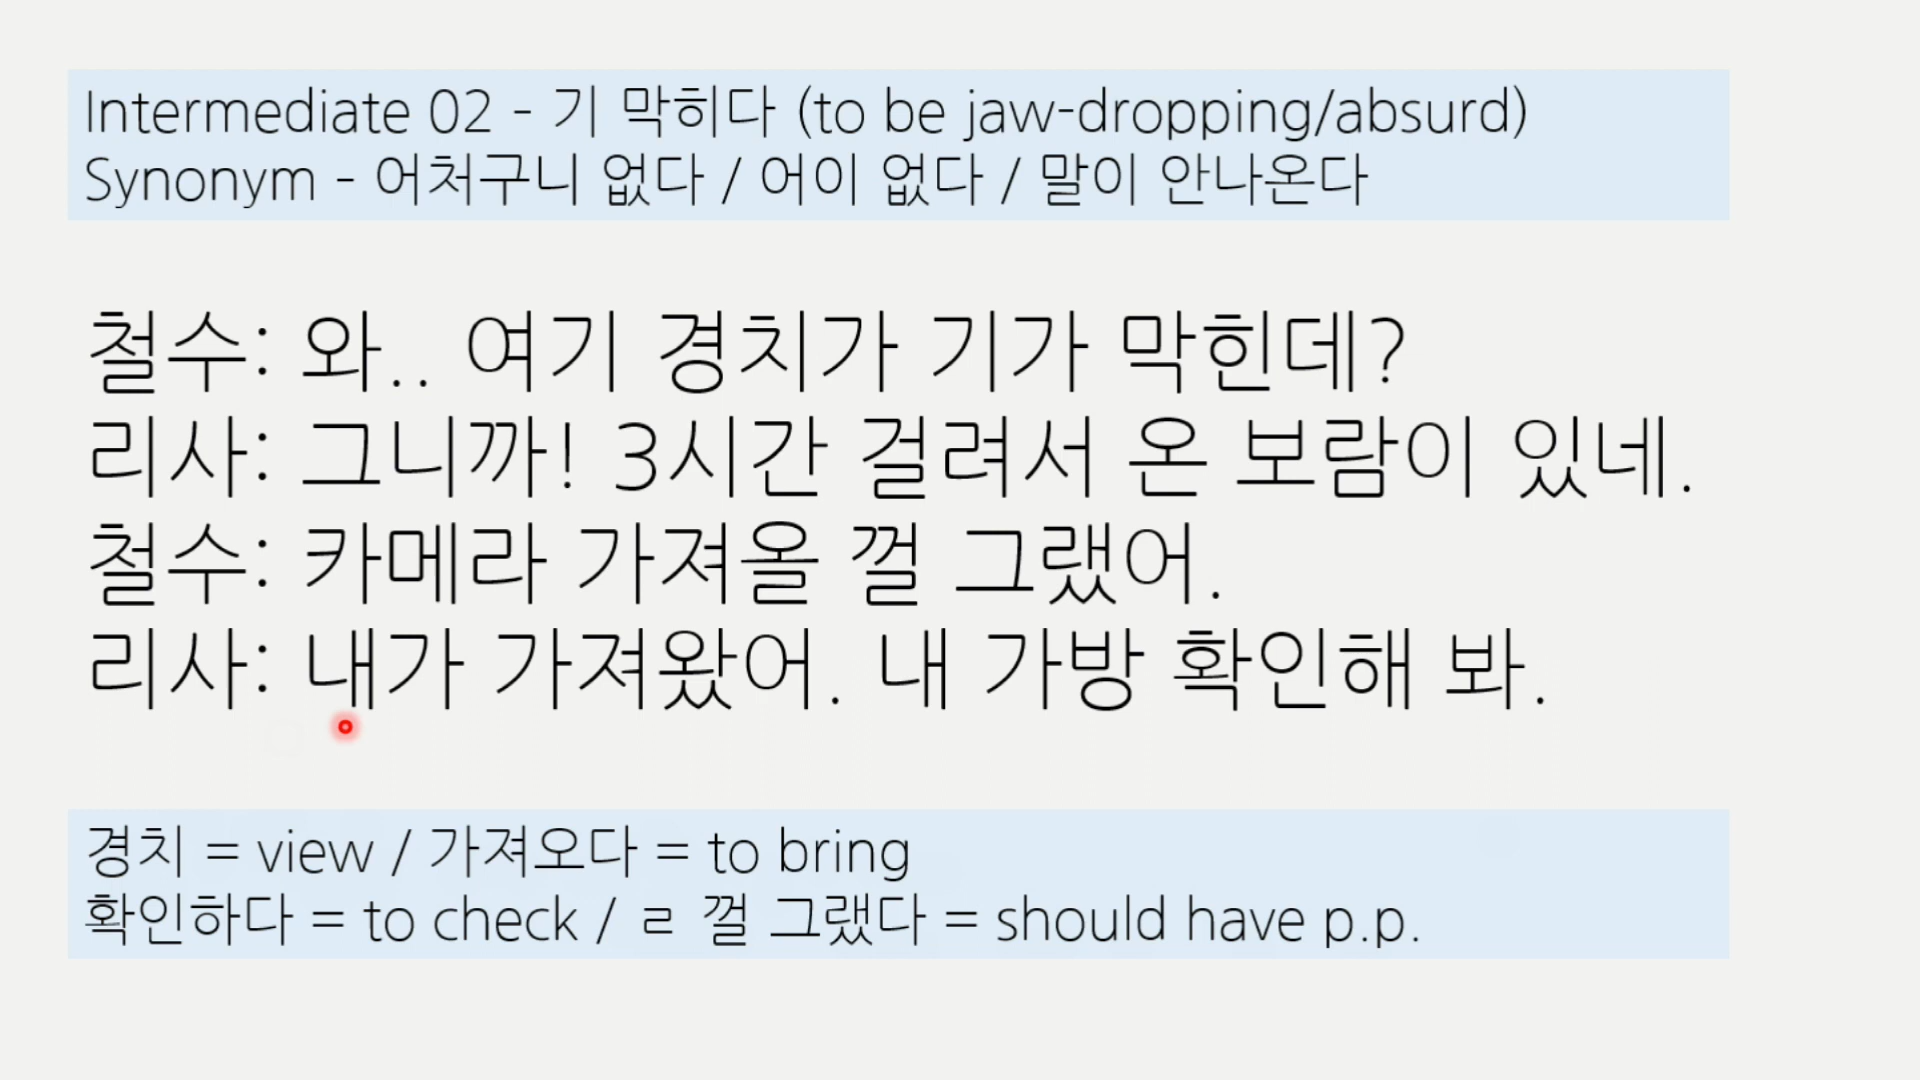 Intermediate 02 - 기 막히다 (to be jaw-dropping/absurd)
Synonym - 어처구니 없다 / 어이 없다 / 말이 안나온다
철수: 와.. 여기 경치가 기가 막힌데?
리사: 그니까! 3시간 걸려서 온 보람이 있네.
철수: 카메라 가져올 껄 그랬어.
리사: 내가 가져왔어. 내 가방 확인해 봐.
경치 = view / 가져오다 = to bring
확인하다 = to check / ㄹ 껄 그랬다 = should have p.p.